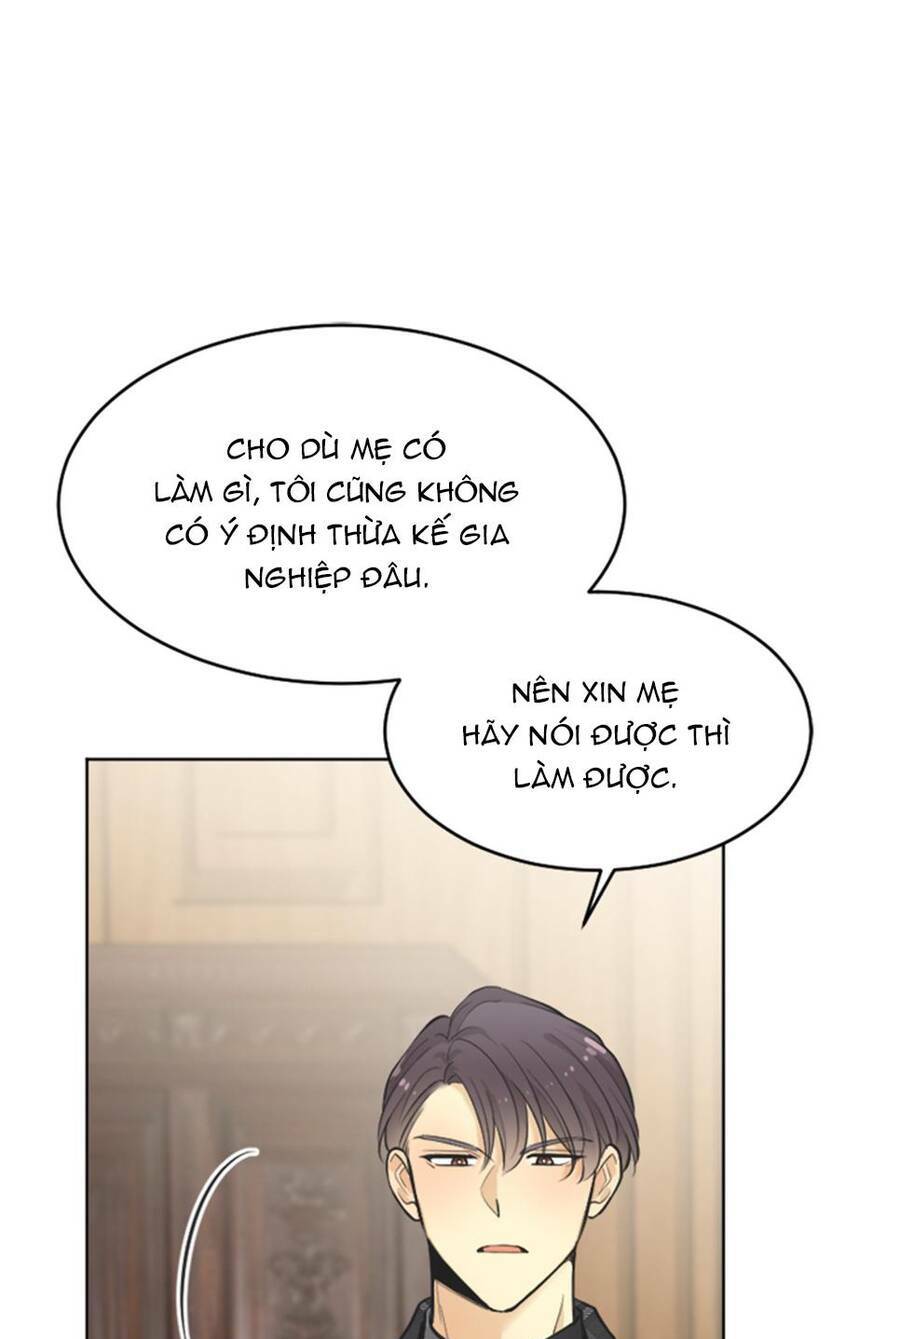 CHO DÙ MẸ CÓ
LÀM GÌ, TÔI CŨNG KHÔNG
CÓ Ý ĐỊNH THỪA KẾ GIA
NGHIỆP ĐÂU.
NÊN XIN MẸ
HÃY NÓI ĐƯỢC THÌ
LÀM ĐƯỢC.